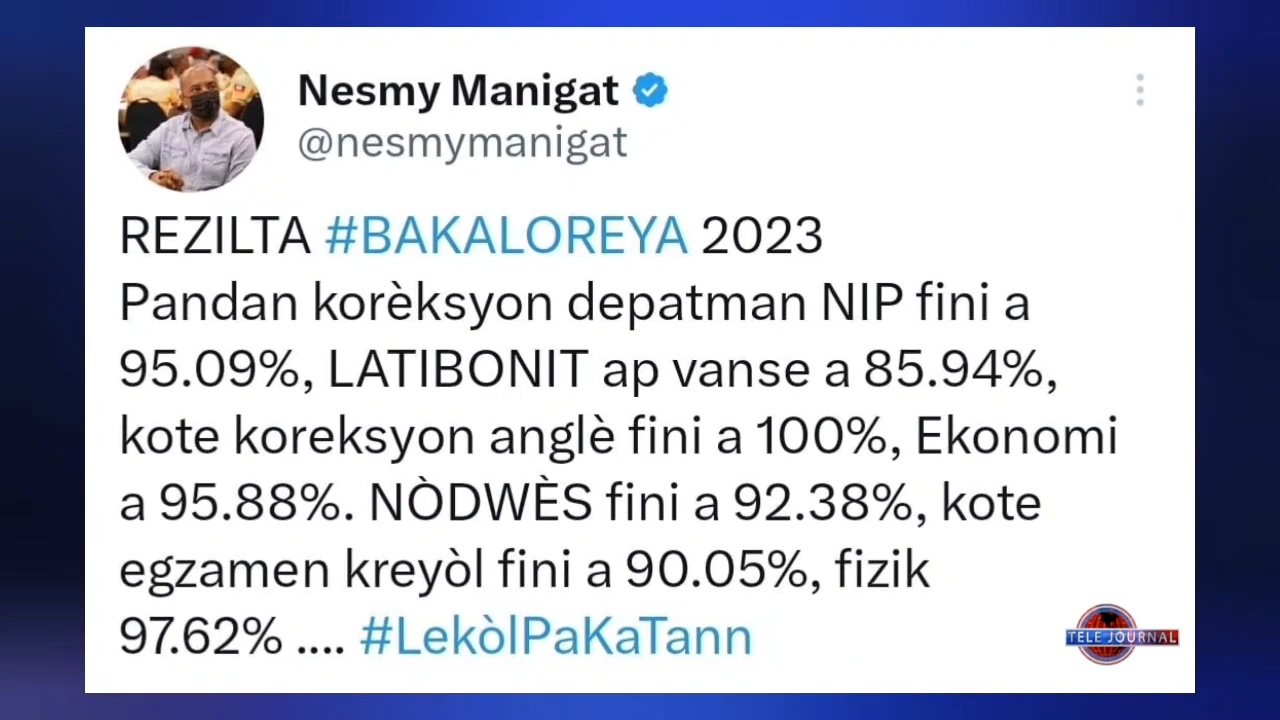 Nesmy Manigat
@nesmymanigat
REZILTA #BAKALOREYA 2023
Pandan korèksyon depatman NIP fini a
95.09%, LATIBONIT ap vanse a 85.94%,
kote koreksyon anglè fini a 100%, Ekonomi
a 95.88%. NÒDWÈS fini a 92.38%, kote
egzamen kreyòl fini a 90.05%, fizik
97.62% .... #LekòlPaKaTann
TELE JOURNAL